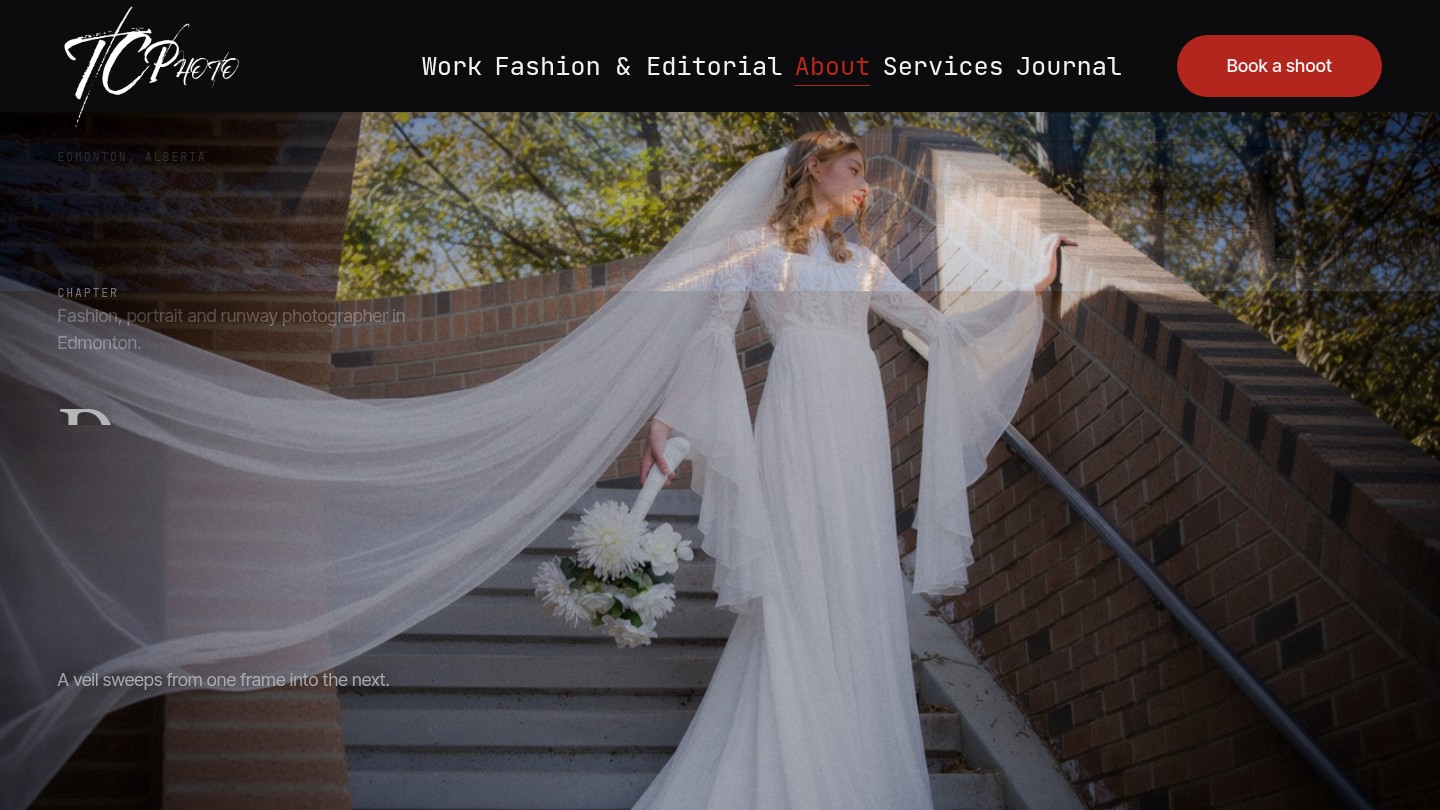 TCPHOTO
Work Fashion & Editorial About Services Journal
Book a shoot
EDMONTON, ALBERTA
CHAPTER
Fashion, portrait and runway photographer in
Edmonton.
A veil sweeps from one frame into the next.